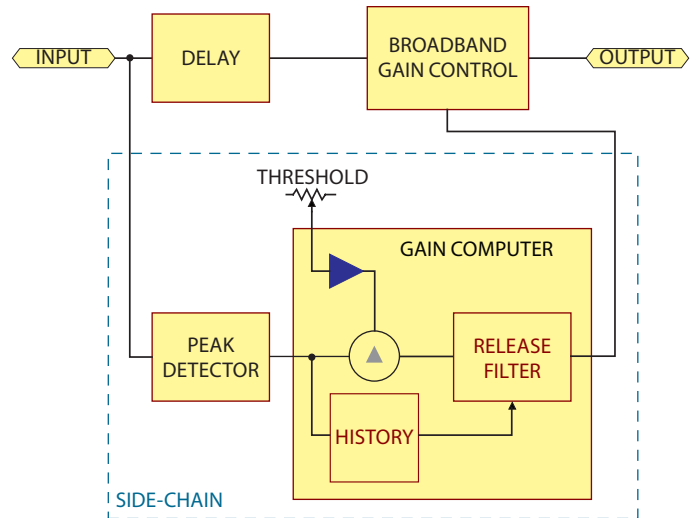 INPUT
DELAY
BROADBAND
GAIN CONTROL
OUTPUT
THRESHOLD
GAIN COMPUTER
PEAK
DETECTOR
RELEASE
FILTER
HISTORY
SIDE-CHAIN